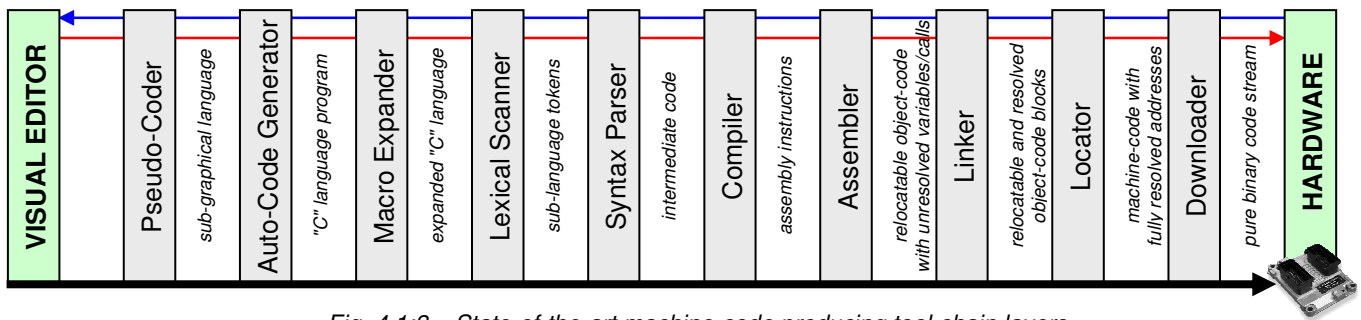 VISUAL EDITOR
Pseudo-Coder
sub-graphical language
Auto-Code Generator
"C" language program
Macro Expander
expanded "C" language
Lexical Scanner
sub-language tokens
Syntax Parser
intermediate code
Compiler
assembly instructions
Assembler
relocatable object-code
with unresolved variables/calls
Linker
relocatable and resolved
object-code blocks
Locator
machine-code with
fully resolved addresses
Downloader
pure binary code stream
HARDWARE